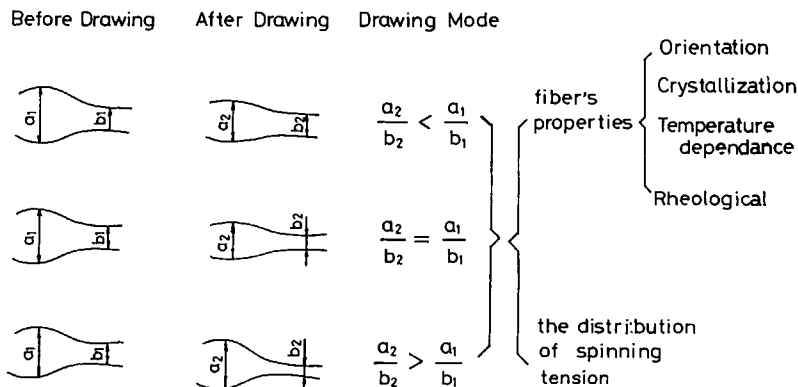 Before Drawing After Drawing Drawing Mode
Orientation
Crystallization
fiber's
properties
Temperature
dependance
Rheological
a₁ b₁ a₂ b₂ a₂/b₂ < a₁/b₁
a₁ b₁ a₂ b₂ a₂/b₂ = a₁/b₁
a₁ b₁ a₂ b₂ a₂/b₂ > a₁/b₁
the distribution
of spinning
tension